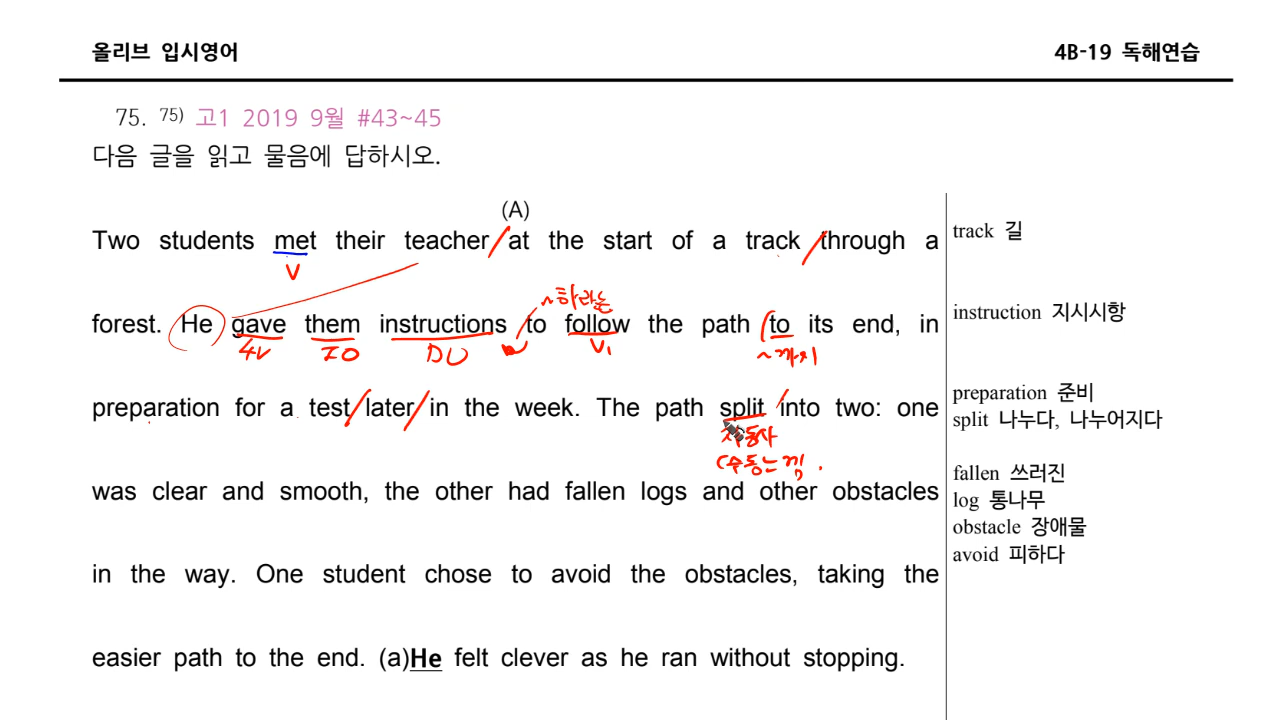 올리브 입시영어 4B-19 독해연습
75. 75) 고1 2019 9월 #43~45
다음 글을 읽고 물음에 답하시오.
(A)
Two students met their teacher at the start of a track through a
V
~하라는
forest. He gave them instructions to follow the path to its end, in
4V IO DO V₁ ~까지
preparation for a test later in the week. The path split into two: one
자동사
(수동느낌.
was clear and smooth, the other had fallen logs and other obstacles
in the way. One student chose to avoid the obstacles, taking the
easier path to the end. (a)He felt clever as he ran without stopping.
track 길
instruction 지시시항
preparation 준비
split 나누다, 나누어지다
fallen 쓰러진
log 통나무
obstacle 장애물
avoid 피하다